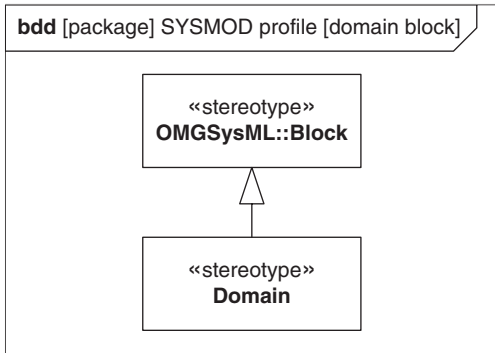 bdd [package] SYSMOD profile [domain block]
«stereotype»
OMGSysML::Block
«stereotype»
Domain